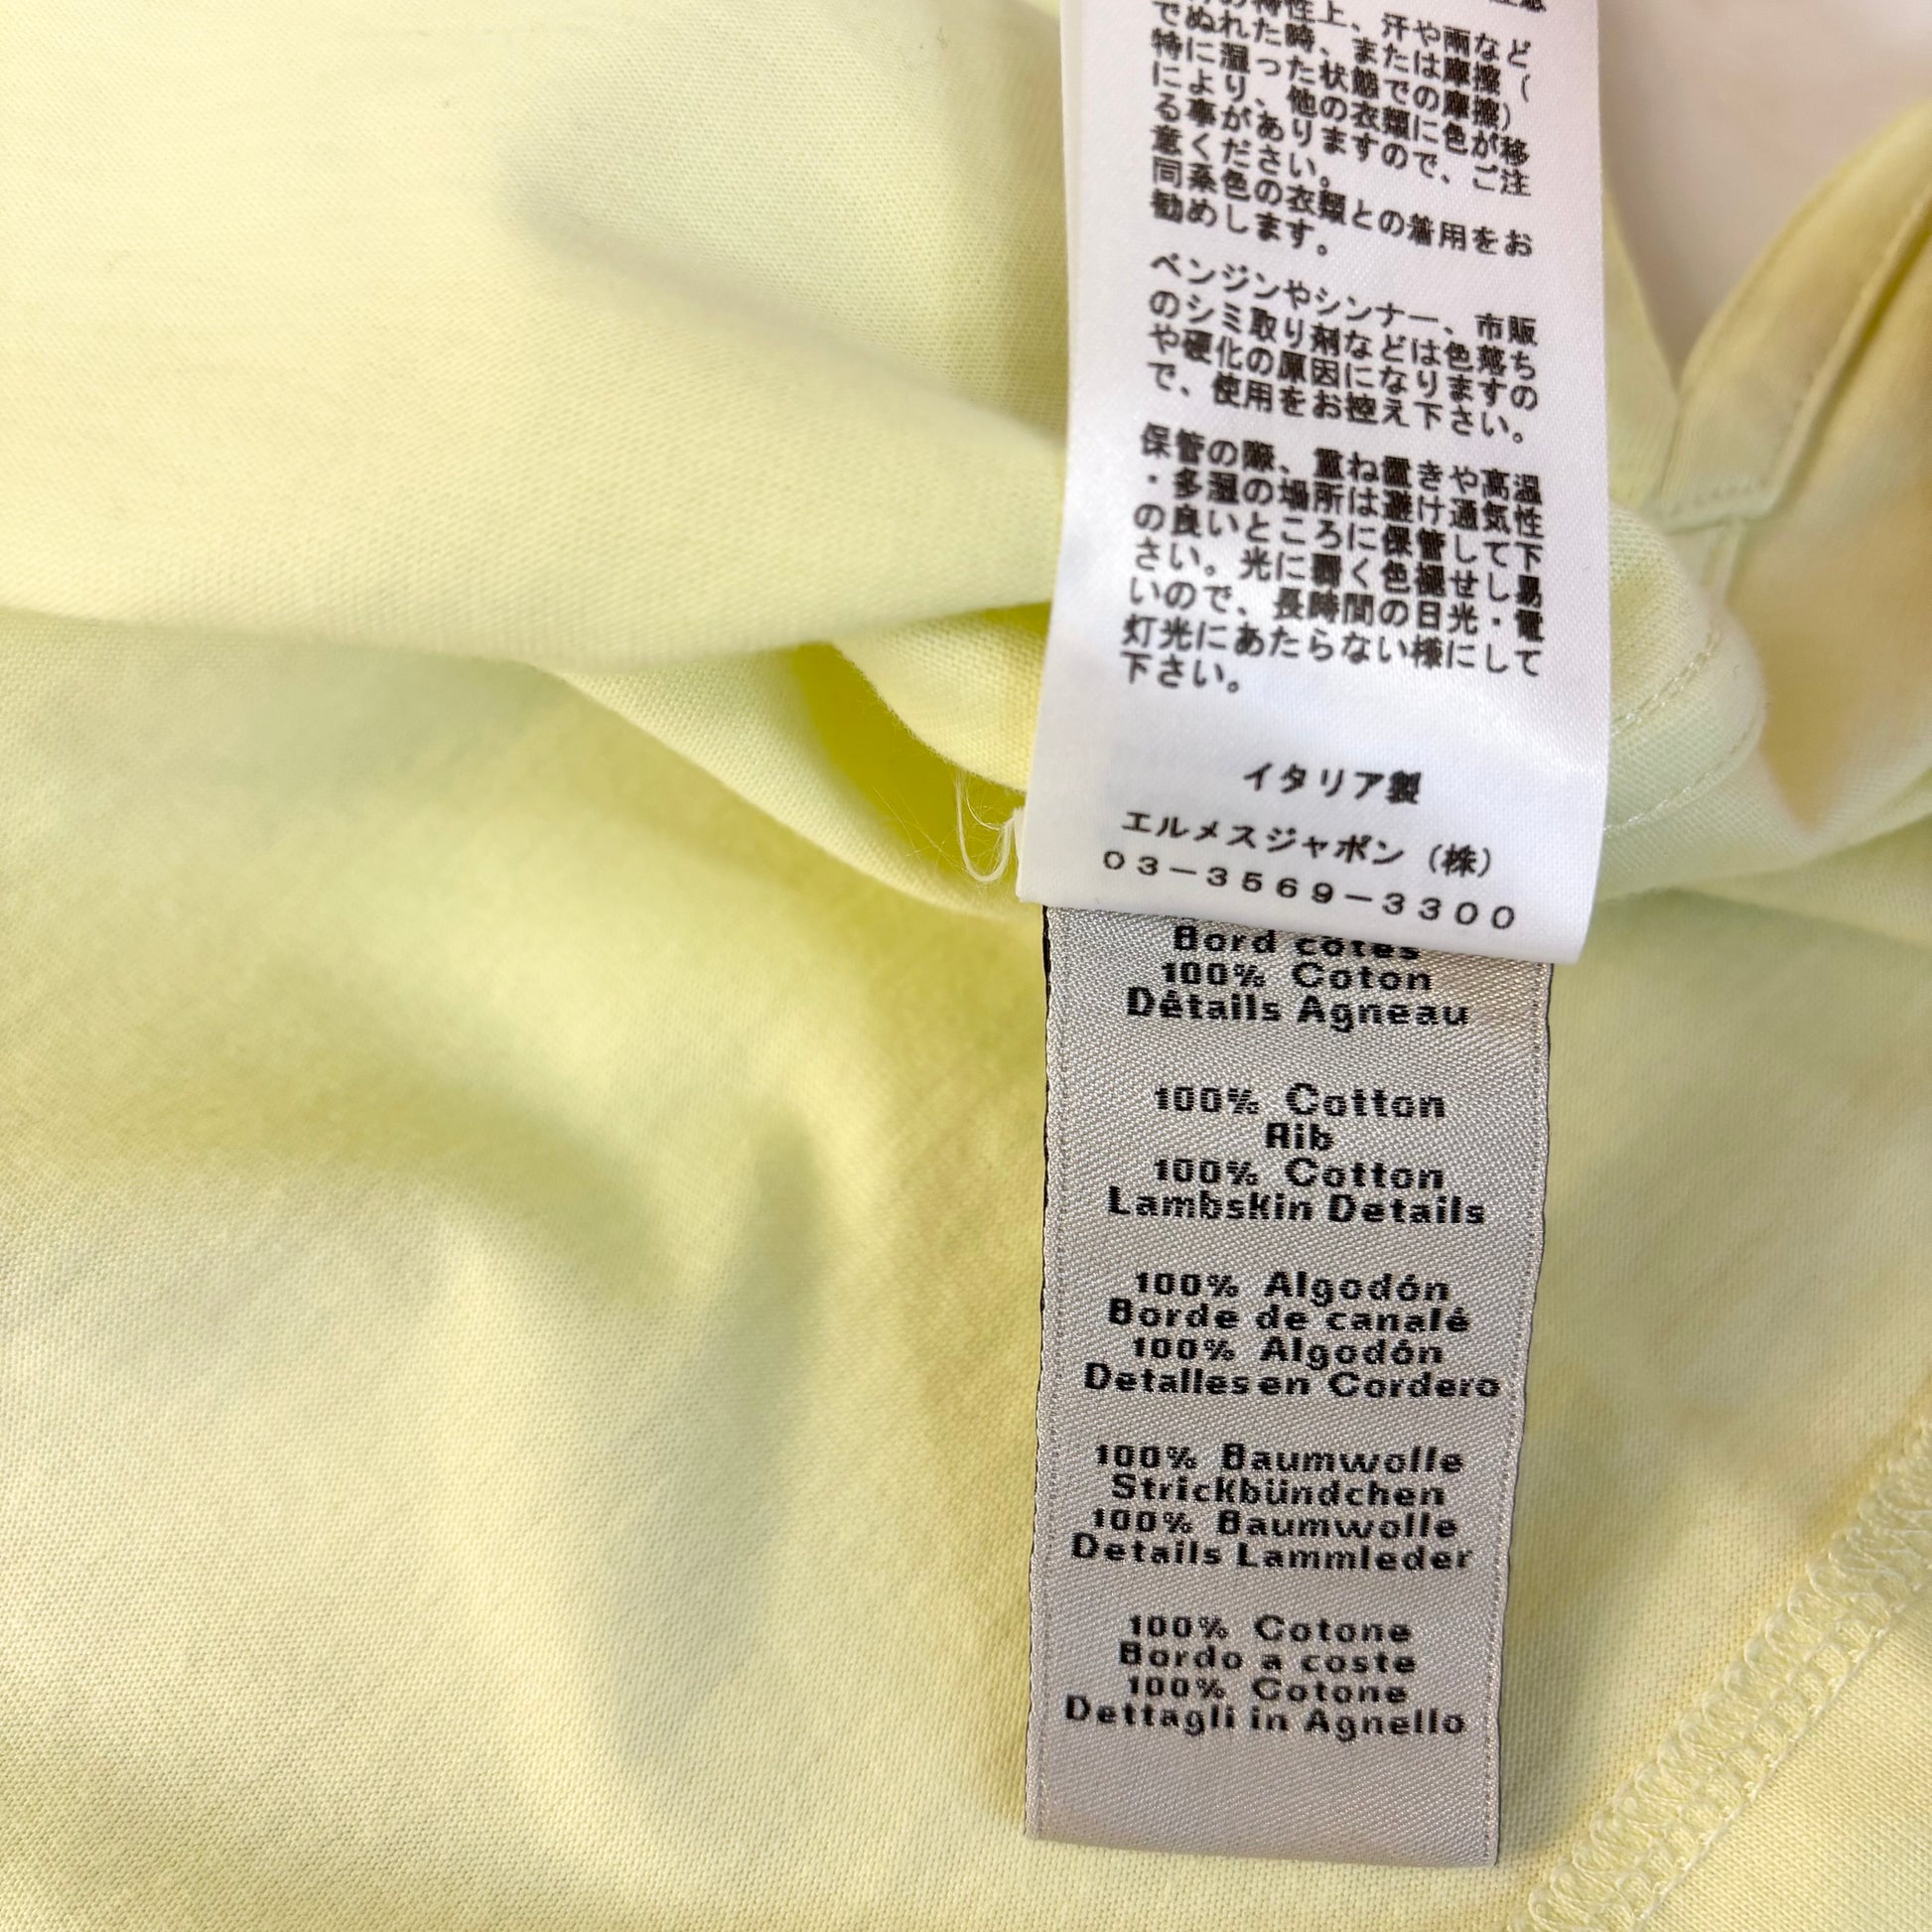 の特性上、汗や雨など
でぬれた時、または摩擦（
特に湿った状態での摩擦）
により、他の衣類に色が移
る事がありますので、ご注
意ください。
同系色の衣類との着用をお
勧めします。
ベンジンやシンナー、市販
のシミ取り剤などは色落ち
や硬化の原因になりますの
で、使用をお控え下さい。
保管の際、重ね置きや高温
・多湿の場所は避け通気性
の良いところに保管して下
さい。光に弱く色褪せし易
いので、長時間の日光・電
灯光にあたらない様にして
下さい。
イタリア製
エルメスジャポン（株）
03－3569－3300
Bord côtes
100% Coton
Détails Agneau
100% Cotton
Rib
100% Cotton
Lambskin Details
100% Algodón
Borde de canalé
100% Algodón
Detalles en Cordero
100% Baumwolle
Strickbündchen
100% Baumwolle
Details Lammleder
100% Cotone
Bordo a coste
100% Cotone
Dettagli in Agnello